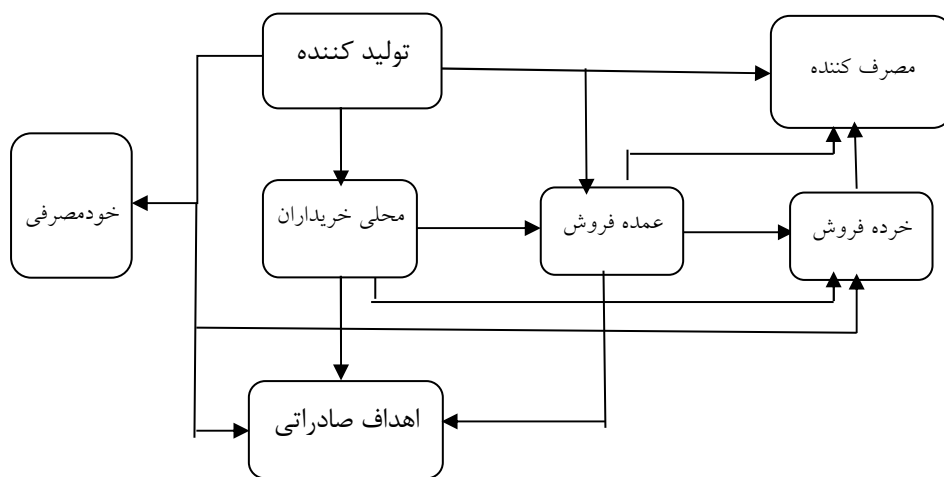 تولید کننده
مصرف کننده
خودمصرفی
محلی خریداران
عمده فروش
خرده فروش
اهداف صادراتی